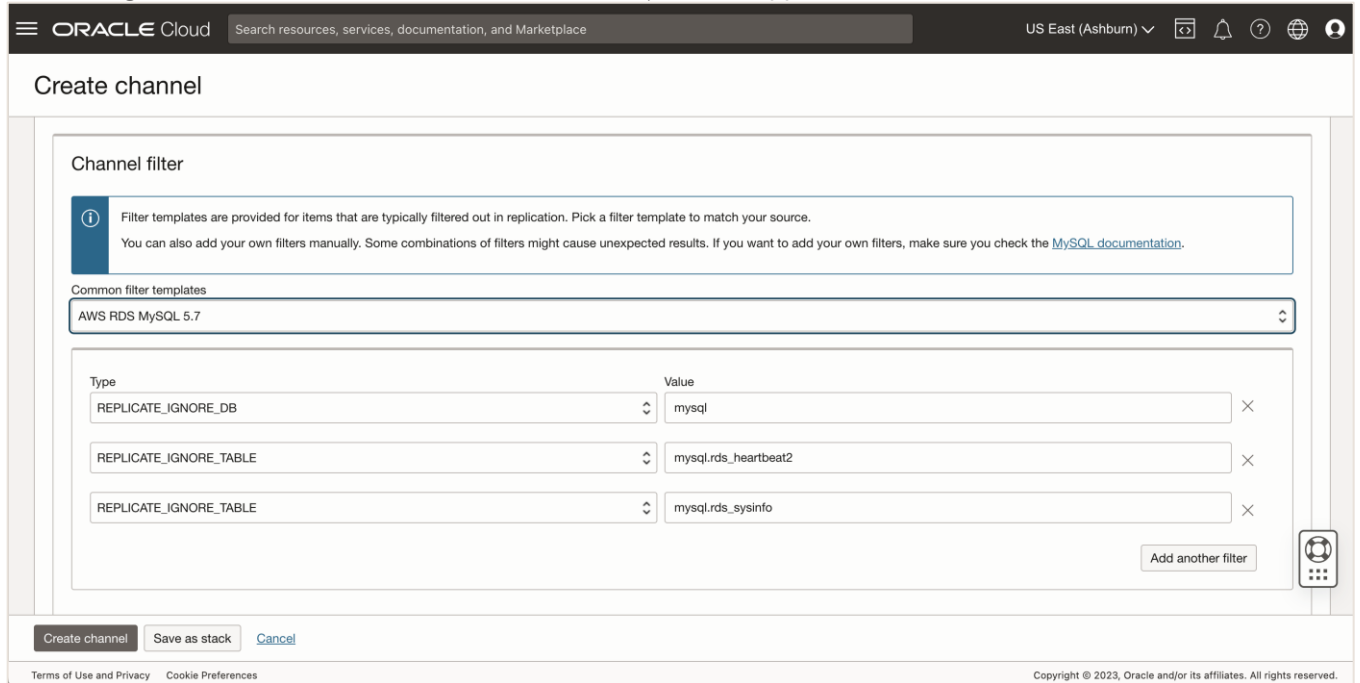 ORACLE Cloud
Search resources, services, documentation, and Marketplace
US East (Ashburn)
Create channel
Channel filter
Filter templates are provided for items that are typically filtered out in replication. Pick a filter template to match your source.
You can also add your own filters manually. Some combinations of filters might cause unexpected results. If you want to add your own filters, make sure you check the MySQL documentation.
Common filter templates
AWS RDS MySQL 5.7
Type Value
REPLICATE_IGNORE_DB mysql
REPLICATE_IGNORE_TABLE mysql.rds_heartbeat2
REPLICATE_IGNORE_TABLE mysql.rds_sysinfo
Add another filter
Create channel Save as stack Cancel
Terms of Use and Privacy Cookie Preferences Copyright © 2023, Oracle and/or its affiliates. All rights reserved.